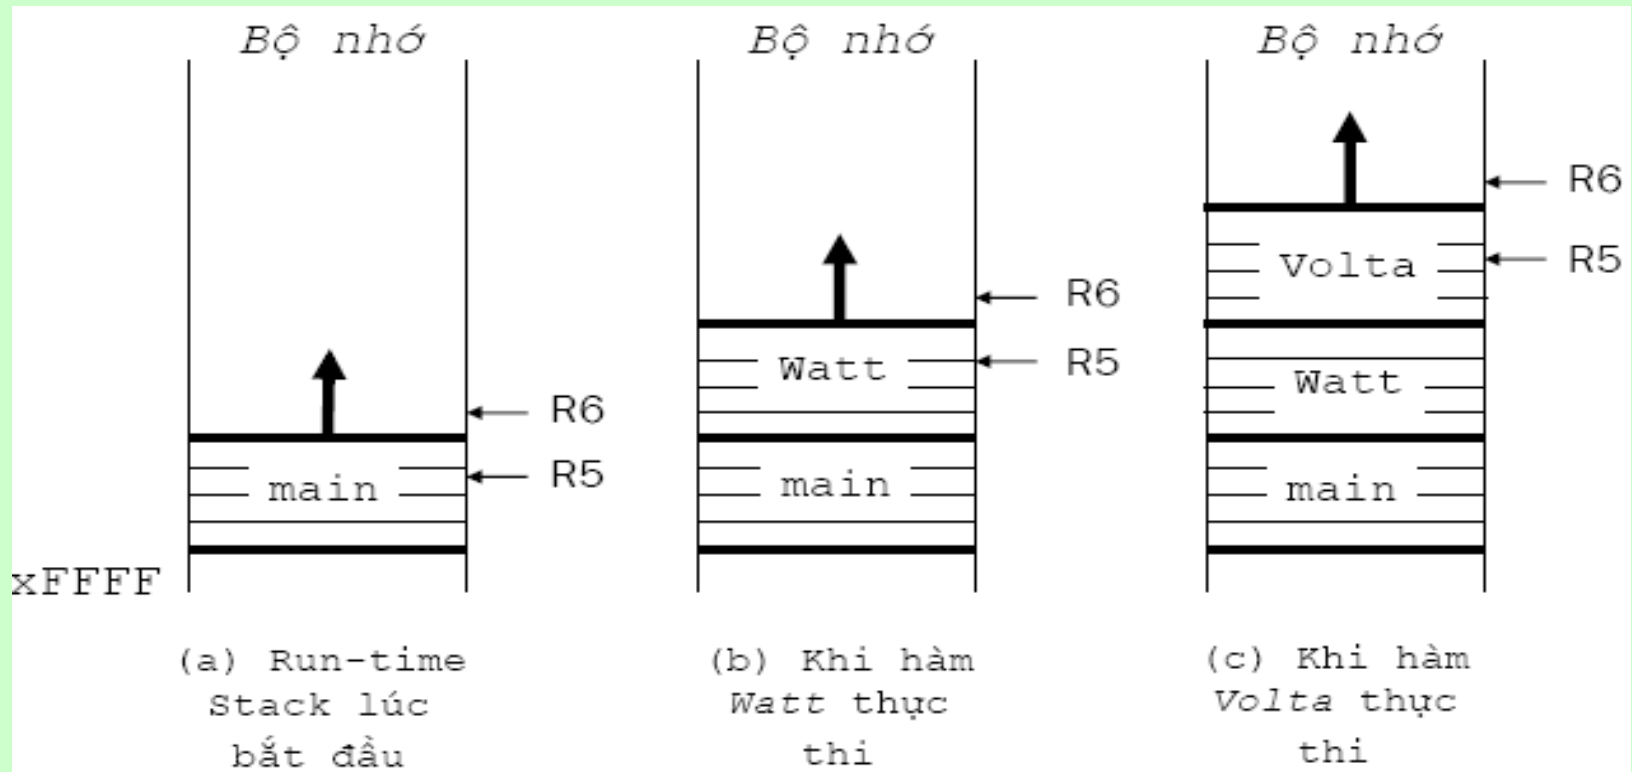 Bộ nhớ
R6
main
R5
xFFFF
(a) Run-time
Stack lúc
bắt đầu
Bộ nhớ
R6
Watt
R5
main
(b) Khi hàm
Watt thực
thi
Bộ nhớ
R6
Volta
R5
Watt
main
(c) Khi hàm
Volta thực
thi